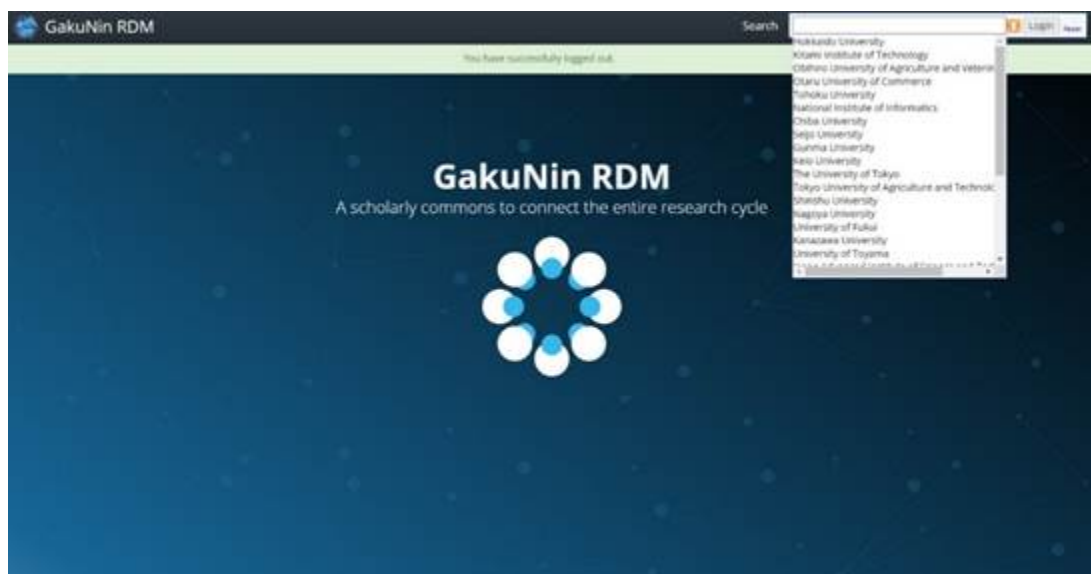 GakuNin RDM
Search
Login
Reset
You have successfully logged out.
Hokkaido University
Kitami Institute of Technology
Obihiro University of Agriculture and Veterin
Otaru University of Commerce
Tohoku University
National Institute of Informatics
Chiba University
Seijo University
Gunma University
Keio University
The University of Tokyo
Tokyo University of Agriculture and Technolc
Shinshu University
Nagoya University
University of Fukui
Kanazawa University
University of Toyama
GakuNin RDM
A scholarly commons to connect the entire research cycle